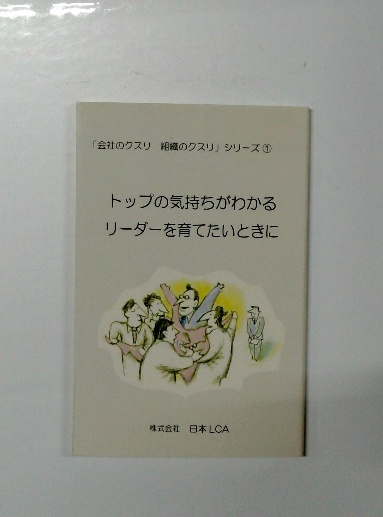 「会社のクスリ　組織のクスリ」シリーズ①
トップの気持ちがわかる
リーダーを育てたいときに
株式会社　日本LCA